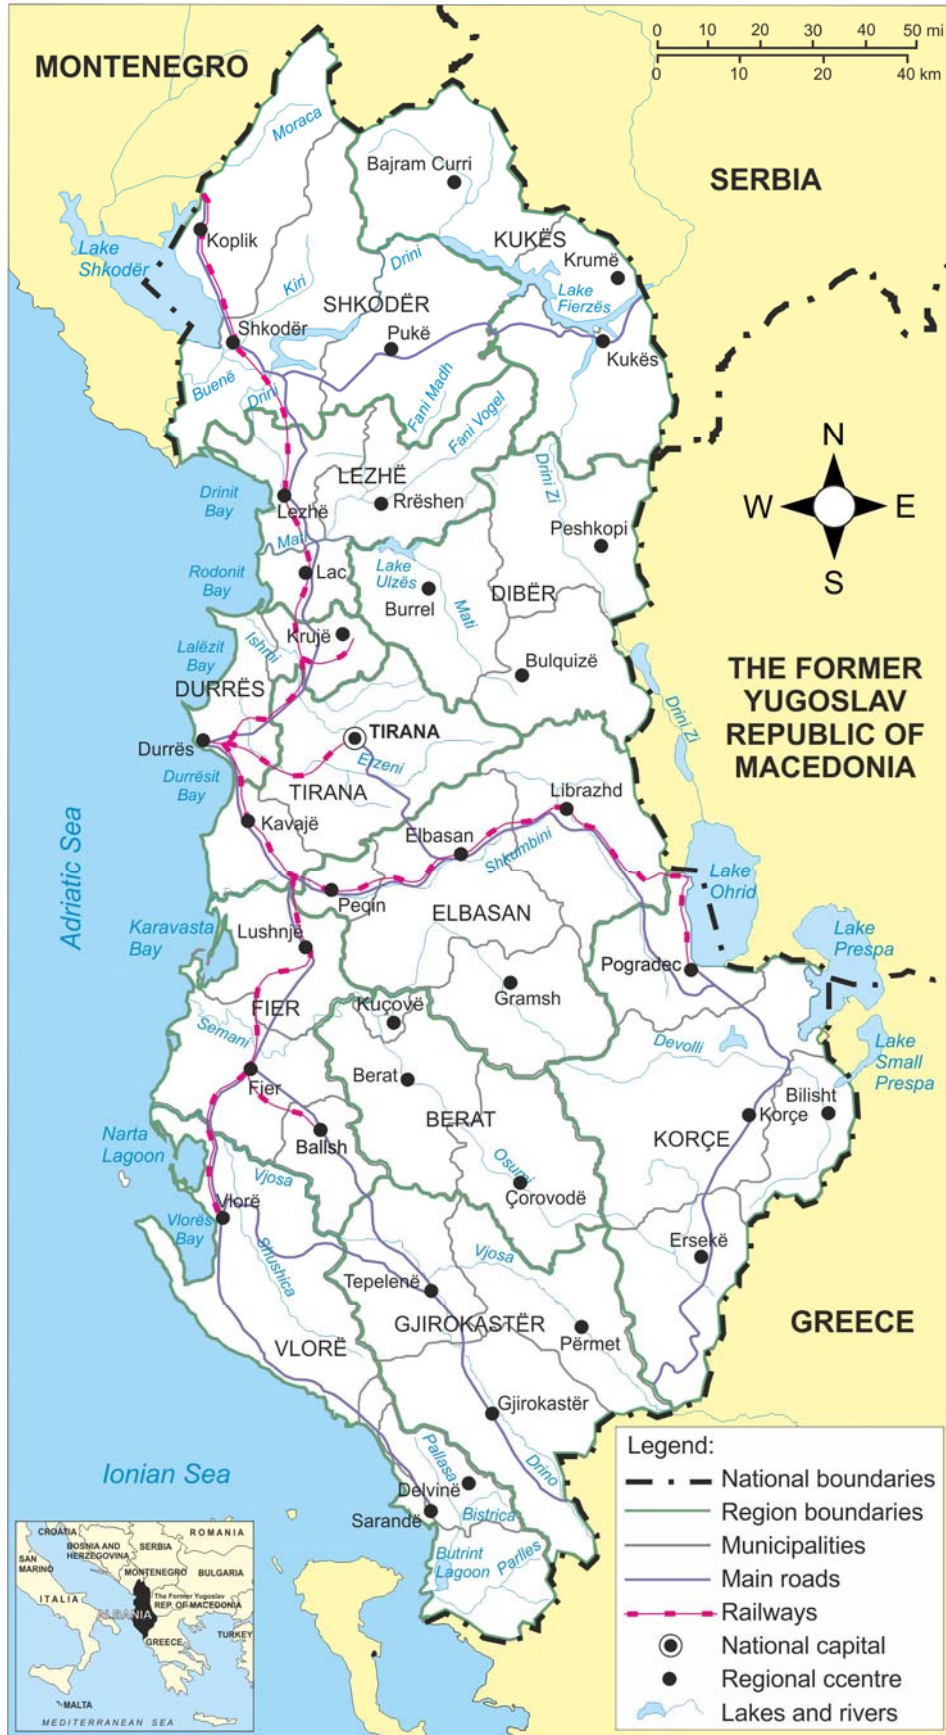 0 10 20 30 40 50 mi
0 10 20 40 km
MONTENEGRO
Moraca
Bajram Curri
SERBIA
Koplik
KUKËS
Lake
Shkodër
Drini
Krumë
Kiri
Lake
Fierzës
SHKODËR
Shkodër
Pukë
Kukës
Buenë
Drini
Fani Madh
Fani Vogel
N
W E
S
LEZHË
Drini Zi
Drinit
Bay
Lezhë
Rrëshen
Peshkopi
Mati
Rodonit
Bay
Lac
Lake
Ulzës
Burrel
DIBËR
Mati
Ishmi
Krujë
Lalëzit
Bay
Bulquizë
THE FORMER
YUGOSLAV
REPUBLIC OF
MACEDONIA
DURRËS
Drini Zi
Durrës
TIRANA
Erzeni
Durrësit
Bay
TIRANA
Librazhd
Kavajë
Elbasan
Shkumbini
Adriatic Sea
Lake
Ohrid
Peqin
ELBASAN
Karavasta
Bay
Lushnjë
Lake
Prespa
Pogradec
Gramsh
Kuçovë
FIER
Semani
Devolli
Lake
Small
Prespa
Fier
Berat
Bilisht
BERAT
Korçe
KORÇE
Narta
Lagoon
Ballsh
Osumi
Vjosa
Çorovodë
Vlorë
Vlorës
Bay
Shushica
Ersekë
Vjosa
Tepelenë
GJIROKASTËR
GREECE
Përmet
VLORË
Gjirokastër
Ionian Sea
Pallasa
Drino
Delvinë
Sarandë
Bistrica
Butrint
Lagoon
Parlles
Legend:
National boundaries
Region boundaries
Municipalities
Main roads
Railways
National capital
Regional ccentre
Lakes and rivers
CROATIA
ROMANIA
BOSNIA AND
HERZEGOVINA
SERBIA
SAN
MARINO
MONTENEGRO
BULGARIA
ITALIA
The Former Yugoslav
REP. OF MACEDONIA
ALBANIA
TURKEY
GREECE
MALTA
MEDITERRANEAN SEA